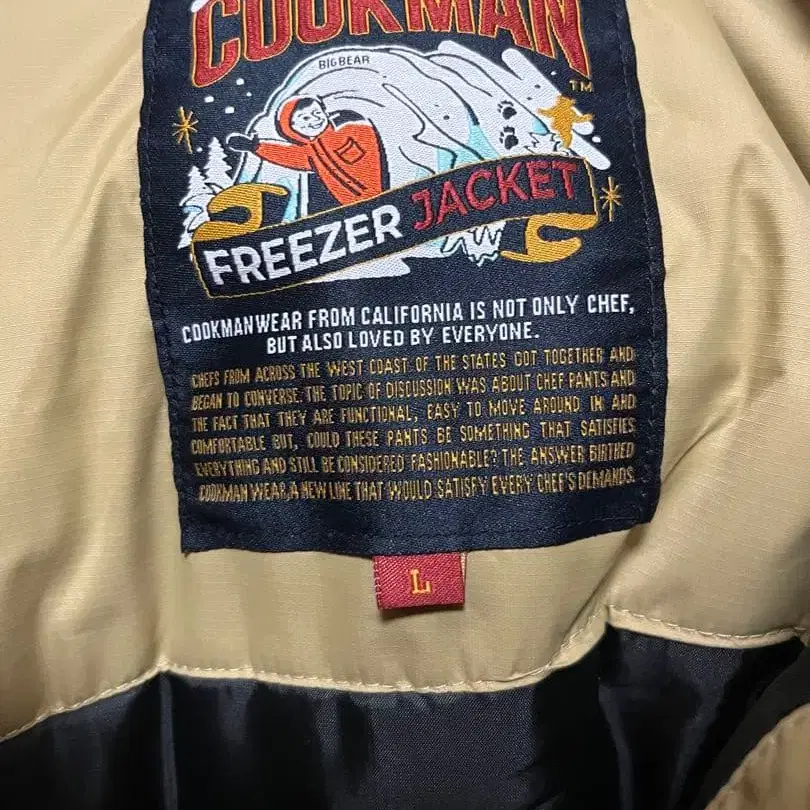 COOKMAN
BIGBEAR
TM
FREEZER JACKET
COOKMAN WEAR FROM CALIFORNIA IS NOT ONLY CHEF,
BUT ALSO LOVED BY EVERYONE.
CHEFS FROM ACROSS THE WEST COAST OF THE STATES GOT TOGETHER AND
BEGAN TO CONVERSE. THE TOPIC OF DISCUSSION WAS ABOUT CHEF PANTS AND
THE FACT THAT THEY ARE FUNCTIONAL, EASY TO MOVE AROUND IN AND
COMFORTABLE BUT, COULD THESE PANTS BE SOMETHING THAT SATISFIES
EVERYTHING AND STILL BE CONSIDERED FASHIONABLE? THE ANSWER BIRTHED
COOKMAN WEAR, A NEW LINE THAT WOULD SATISFY EVERY CHEF'S DEMANDS.
L